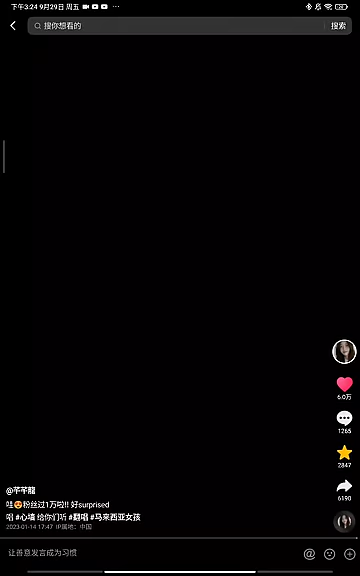 下午3:24 9月29日 周五 ···
搜你想看的
搜索
6.0万
1265
2847
6190
@芊芊龍
哇😍粉丝过1万啦!! 好surprised
唱 #心墙 给你们听 #翻唱 #马来西亚女孩
2023-01-14 17:47 IP属地：中国
让善意发言成为习惯